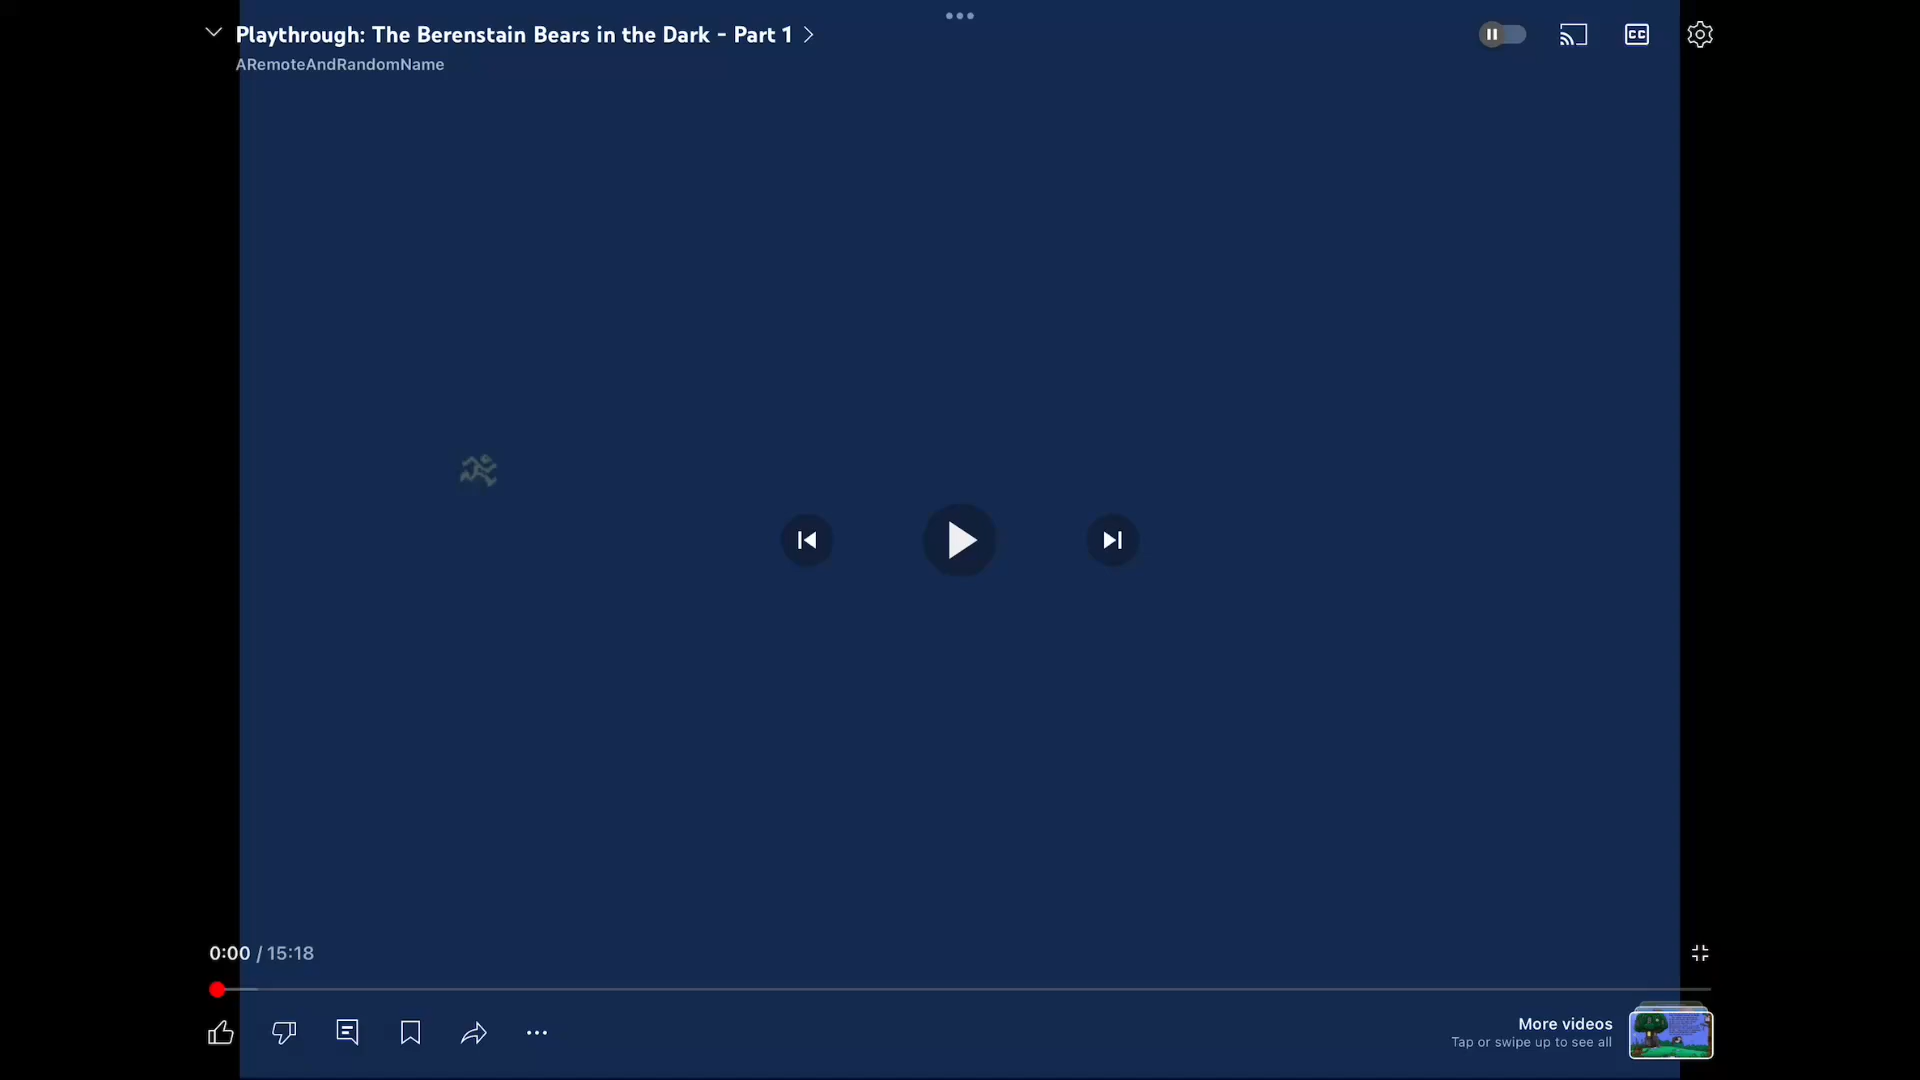 Playthrough: The Berenstain Bears in the Dark - Part 1
ARemoteAndRandomName
CC
0:00 / 15:18
More videos
Tap or swipe up to see all